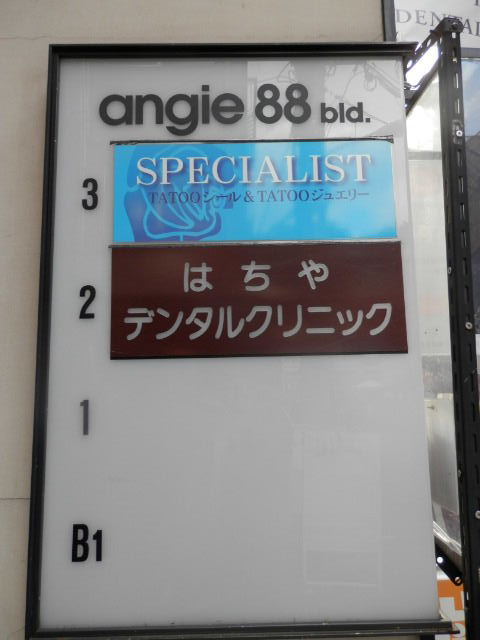 DENTAL
angie 88 bld.
3
SPECIALIST
TATOOシール&TATOOジュエリー
2
はちや
デンタルクリニック
1
B1